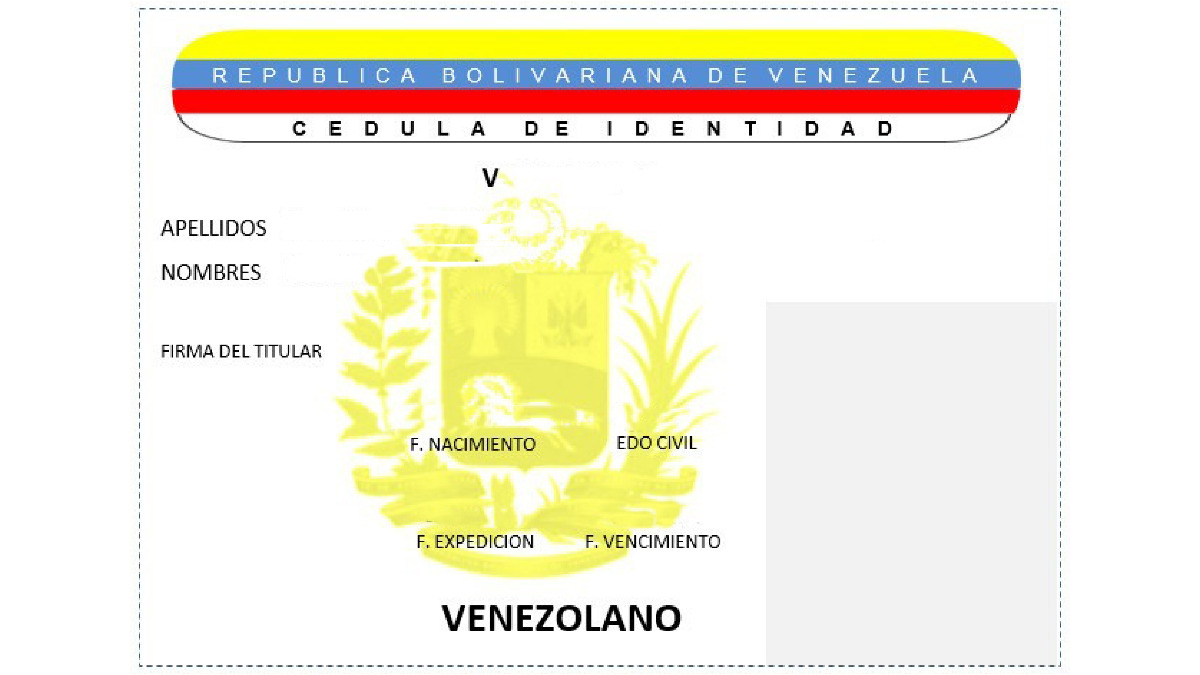 REPUBLICA BOLIVARIANA DE VENEZUELA
CEDULA DE IDENTIDAD
V
APELLIDOS
NOMBRES
FIRMA DEL TITULAR
F. NACIMIENTO EDO CIVIL
F. EXPEDICION F. VENCIMIENTO
VENEZOLANO